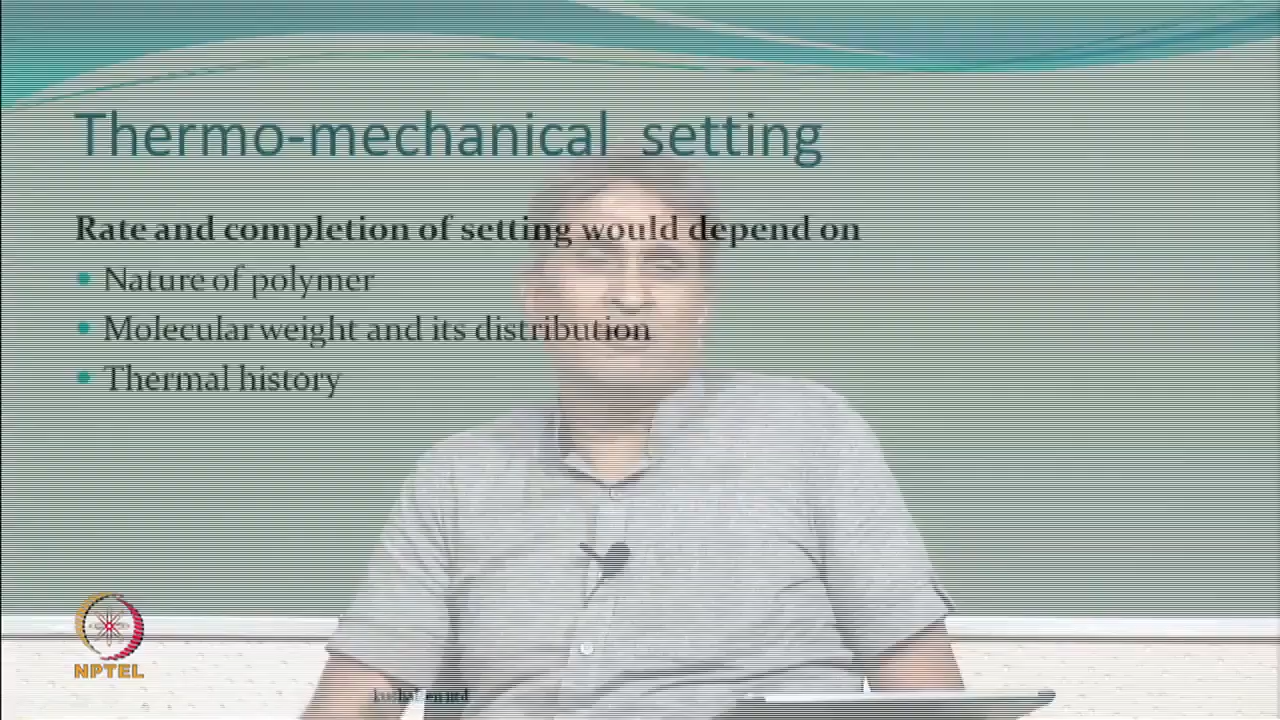 Thermo-mechanical setting
Rate and completion of setting would depend on
Nature of polymer
Molecular weight and its distribution
Thermal history
NPTEL